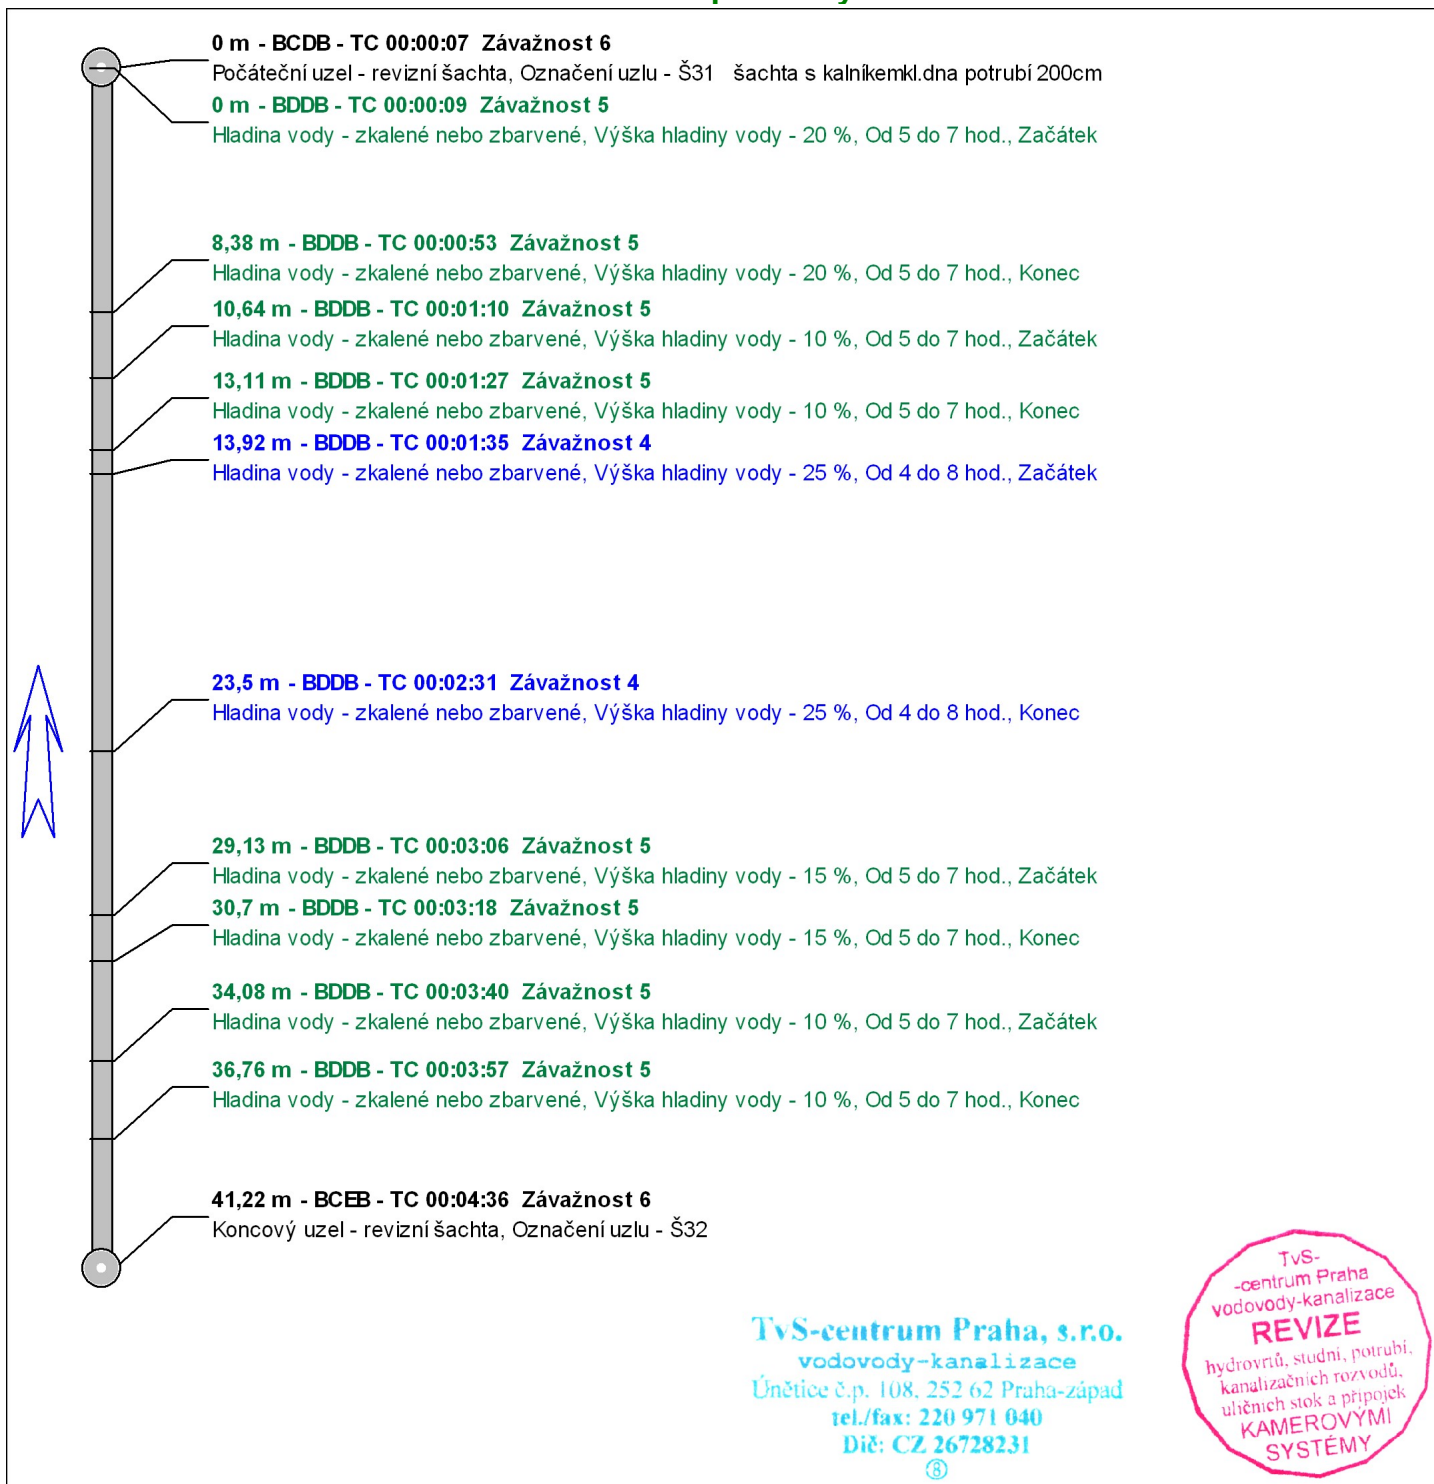 0 m - BCDB - TC 00:00:07 Závažnost 6
Počáteční uzel - revizní šachta, Označení uzlu - Š31 šachta s kalníkemkl.dna potrubí 200cm
0 m - BDDB - TC 00:00:09 Závažnost 5
Hladina vody - zkalené nebo zbarvené, Výška hladiny vody - 20 %, Od 5 do 7 hod., Začátek
8,38 m - BDDB - TC 00:00:53 Závažnost 5
Hladina vody - zkalené nebo zbarvené, Výška hladiny vody - 20 %, Od 5 do 7 hod., Konec
10,64 m - BDDB - TC 00:01:10 Závažnost 5
Hladina vody - zkalené nebo zbarvené, Výška hladiny vody - 10 %, Od 5 do 7 hod., Začátek
13,11 m - BDDB - TC 00:01:27 Závažnost 5
Hladina vody - zkalené nebo zbarvené, Výška hladiny vody - 10 %, Od 5 do 7 hod., Konec
13,92 m - BDDB - TC 00:01:35 Závažnost 4
Hladina vody - zkalené nebo zbarvené, Výška hladiny vody - 25 %, Od 4 do 8 hod., Začátek
23,5 m - BDDB - TC 00:02:31 Závažnost 4
Hladina vody - zkalené nebo zbarvené, Výška hladiny vody - 25 %, Od 4 do 8 hod., Konec
29,13 m - BDDB - TC 00:03:06 Závažnost 5
Hladina vody - zkalené nebo zbarvené, Výška hladiny vody - 15 %, Od 5 do 7 hod., Začátek
30,7 m - BDDB - TC 00:03:18 Závažnost 5
Hladina vody - zkalené nebo zbarvené, Výška hladiny vody - 15 %, Od 5 do 7 hod., Konec
34,08 m - BDDB - TC 00:03:40 Závažnost 5
Hladina vody - zkalené nebo zbarvené, Výška hladiny vody - 10 %, Od 5 do 7 hod., Začátek
36,76 m - BDDB - TC 00:03:57 Závažnost 5
Hladina vody - zkalené nebo zbarvené, Výška hladiny vody - 10 %, Od 5 do 7 hod., Konec
41,22 m - BCEB - TC 00:04:36 Závažnost 6
Koncový uzel - revizní šachta, Označení uzlu - Š32
TvS-centrum Praha, s.r.o.
vodovody-kanalizace
Únětice č.p. 108, 252 62 Praha-západ
tel./fax: 220 971 040
Dič: CZ 26728231
⑧
TvS-
-centrum Praha
vodovody-kanalizace
REVIZE
hydrovrtů, studní, potrubí,
kanalizačních rozvodů,
uličních stok a přípojek
KAMEROVÝMI
SYSTÉMY